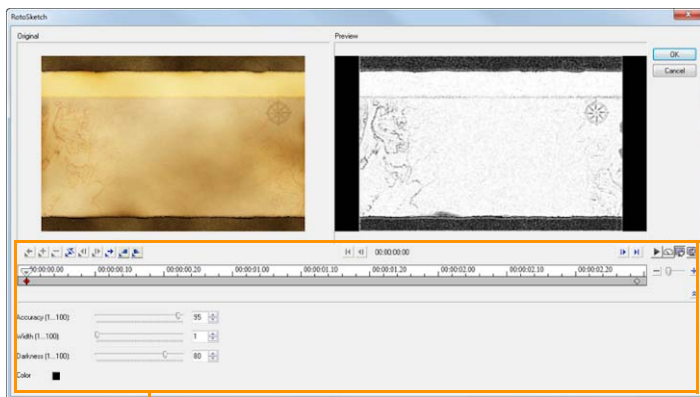 RotoSketch
Original
Preview
OK
Cancel
00:00:00:00
00:00:00.00 00:00:00.10 00:00:00.20 00:00:01.00 00:00:01.10 00:00:01.20 00:00:02.00 00:00:02.10 00:00:02.20
Accuracy (1...100) 95
Width (1...100) 1
Darkness (1...100) 80
Color